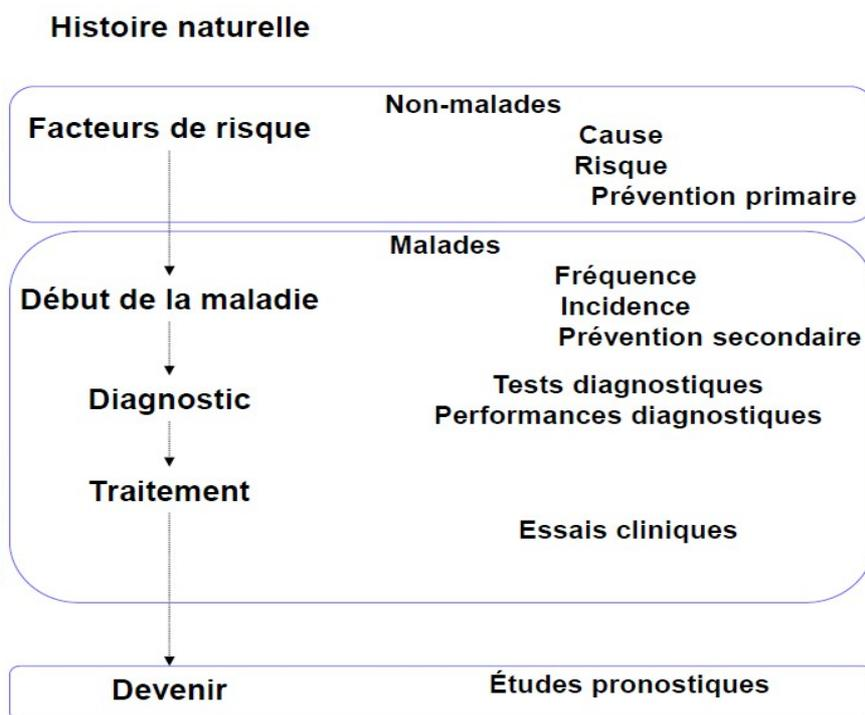 Histoire naturelle
Non-malades
Facteurs de risque
Cause
Risque
Prévention primaire
Malades
Fréquence
Début de la maladie
Incidence
Prévention secondaire
Tests diagnostiques
Diagnostic
Performances diagnostiques
Traitement
Essais cliniques
Devenir
Études pronostiques